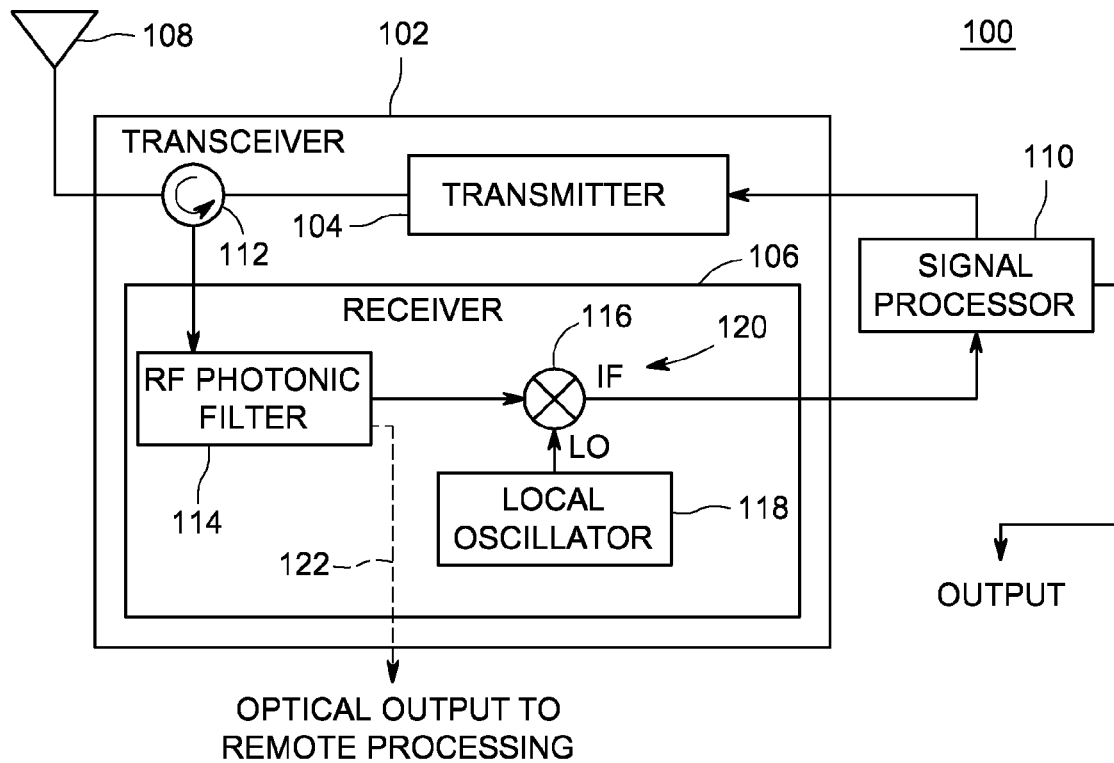 108
102
100
TRANSCEIVER
TRANSMITTER
104
112
110
SIGNAL
PROCESSOR
106
RECEIVER
116
120
IF
RF PHOTONIC
FILTER
LO
114
LOCAL
OSCILLATOR
118
122
OUTPUT
OPTICAL OUTPUT TO
REMOTE PROCESSING